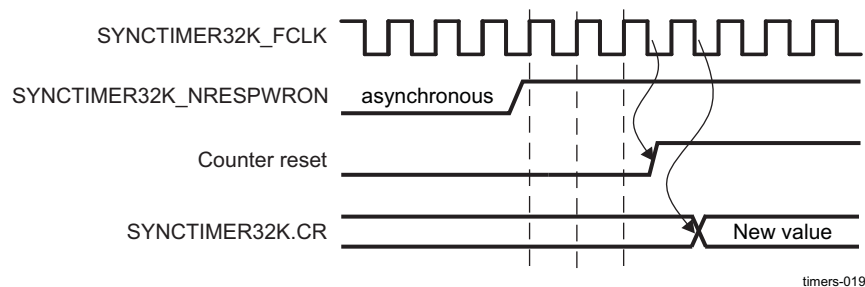 SYNCTIMER32K_FCLK
SYNCTIMER32K_NRESPWRON
asynchronous
Counter reset
SYNCTIMER32K.CR
New value
timers-019